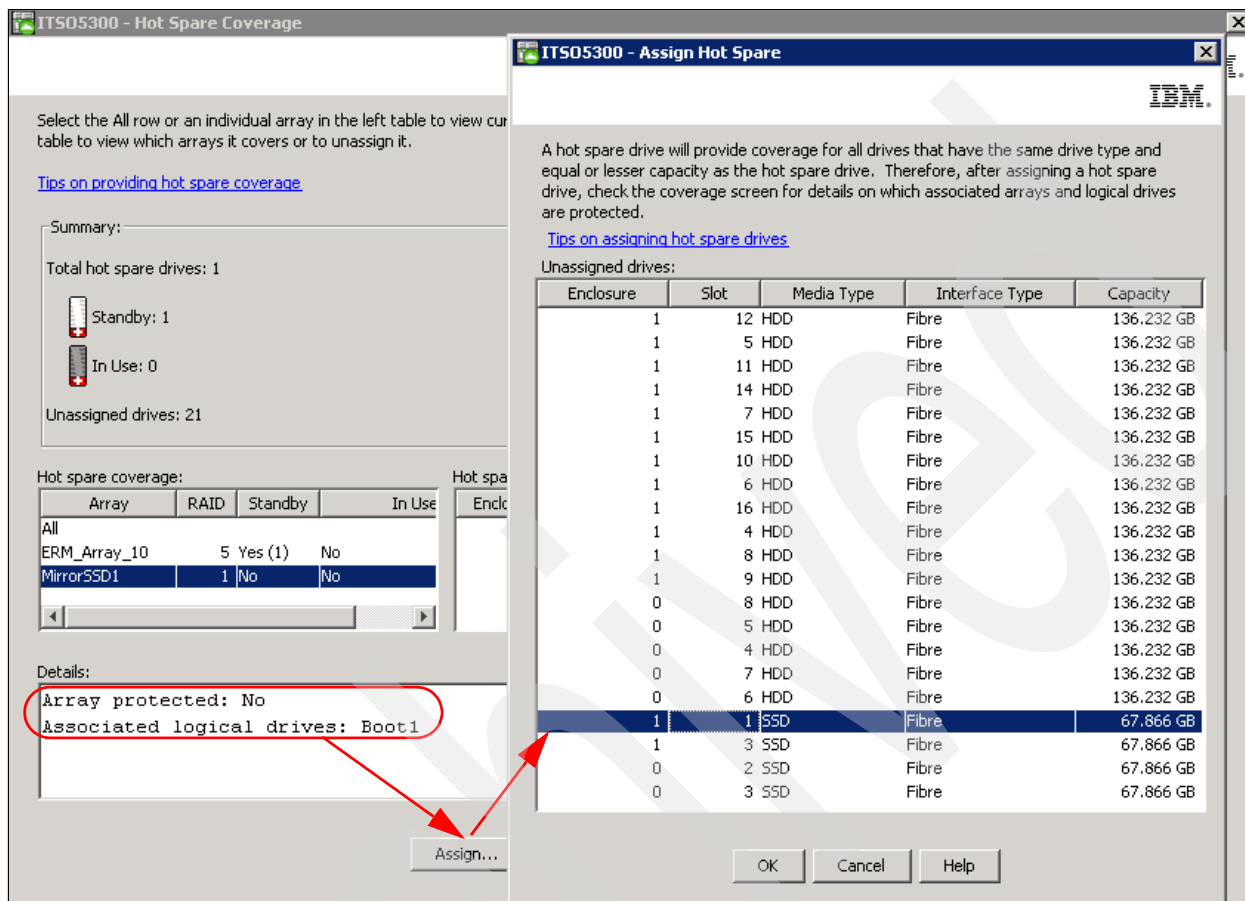 ITSO5300 - Hot Spare Coverage
Select the All row or an individual array in the left table to view cur
table to view which arrays it covers or to unassign it.
Tips on providing hot spare coverage
Summary:
Total hot spare drives: 1
Standby: 1
In Use: 0
Unassigned drives: 21
Hot spare coverage:
Hot spa
Array RAID Standby In Use
Enclo
All
ERM_Array_10 5 Yes (1) No
MirrorSSD1 1 No No
Details:
Array protected: No
Associated logical drives: Boot1
Assign...
ITSO5300 - Assign Hot Spare
IBM.
A hot spare drive will provide coverage for all drives that have the same drive type and
equal or lesser capacity as the hot spare drive. Therefore, after assigning a hot spare
drive, check the coverage screen for details on which associated arrays and logical drives
are protected.
Tips on assigning hot spare drives
Unassigned drives:
Enclosure Slot Media Type Interface Type Capacity
1 12 HDD Fibre 136.232 GB
1 5 HDD Fibre 136.232 GB
1 11 HDD Fibre 136.232 GB
1 14 HDD Fibre 136.232 GB
1 7 HDD Fibre 136.232 GB
1 15 HDD Fibre 136.232 GB
1 10 HDD Fibre 136.232 GB
1 6 HDD Fibre 136.232 GB
1 16 HDD Fibre 136.232 GB
1 4 HDD Fibre 136.232 GB
1 8 HDD Fibre 136.232 GB
1 9 HDD Fibre 136.232 GB
0 8 HDD Fibre 136.232 GB
0 5 HDD Fibre 136.232 GB
0 4 HDD Fibre 136.232 GB
0 7 HDD Fibre 136.232 GB
0 6 HDD Fibre 136.232 GB
1 1 SSD Fibre 67.866 GB
1 3 SSD Fibre 67.866 GB
0 2 SSD Fibre 67.866 GB
0 3 SSD Fibre 67.866 GB
OK Cancel Help